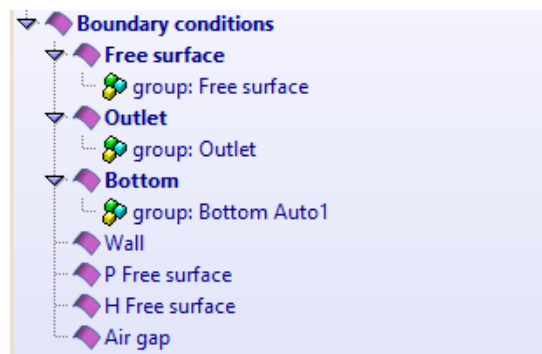 Boundary conditions
Free surface
group: Free surface
Outlet
group: Outlet
Bottom
group: Bottom Auto1
Wall
P Free surface
H Free surface
Air gap